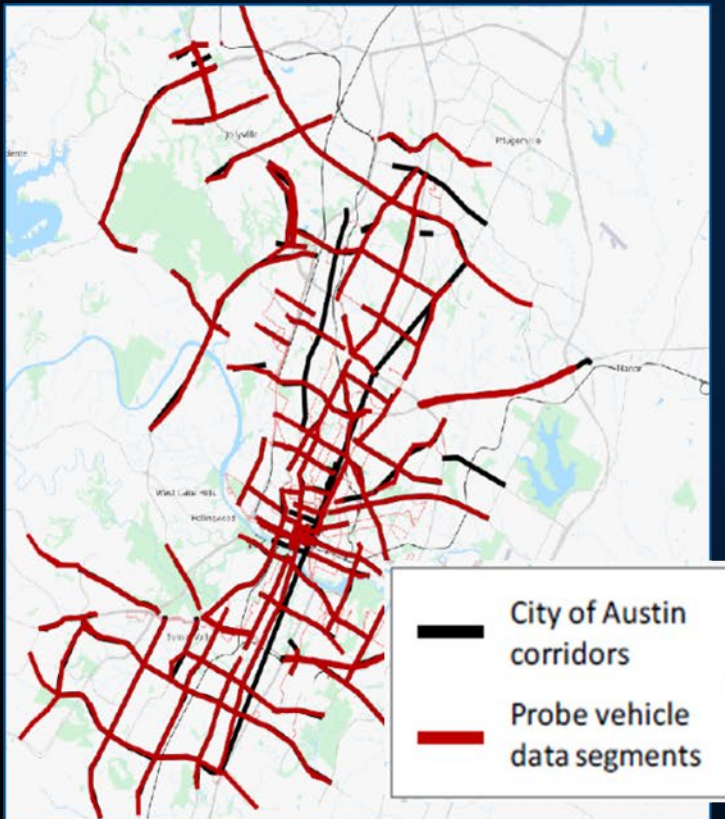 Jollyville
Pflugerville
Manor
West Lake Hills
Rollingwood
City of Austin
corridors
Probe vehicle
data segments